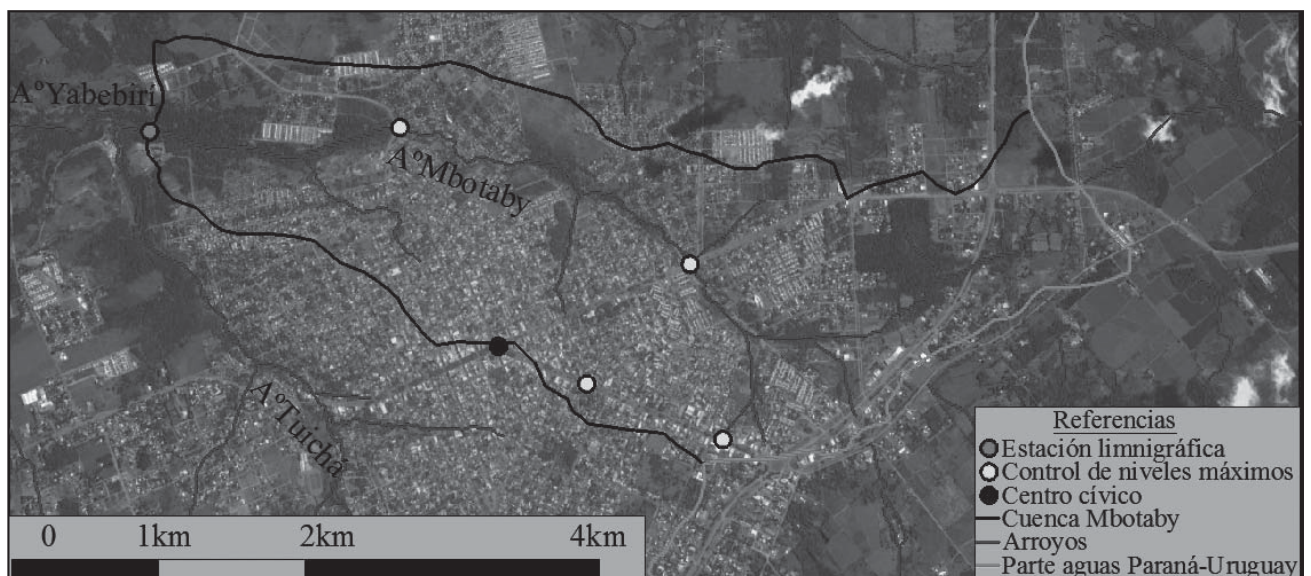 AºYabebirí
AºMbotaby
AºTuichá
Referencias
Estación limnigráfica
Control de niveles máximos
Centro cívico
Cuenca Mbotaby
Arroyos
Parte aguas Paraná-Uruguay
0 1km 2km 4km